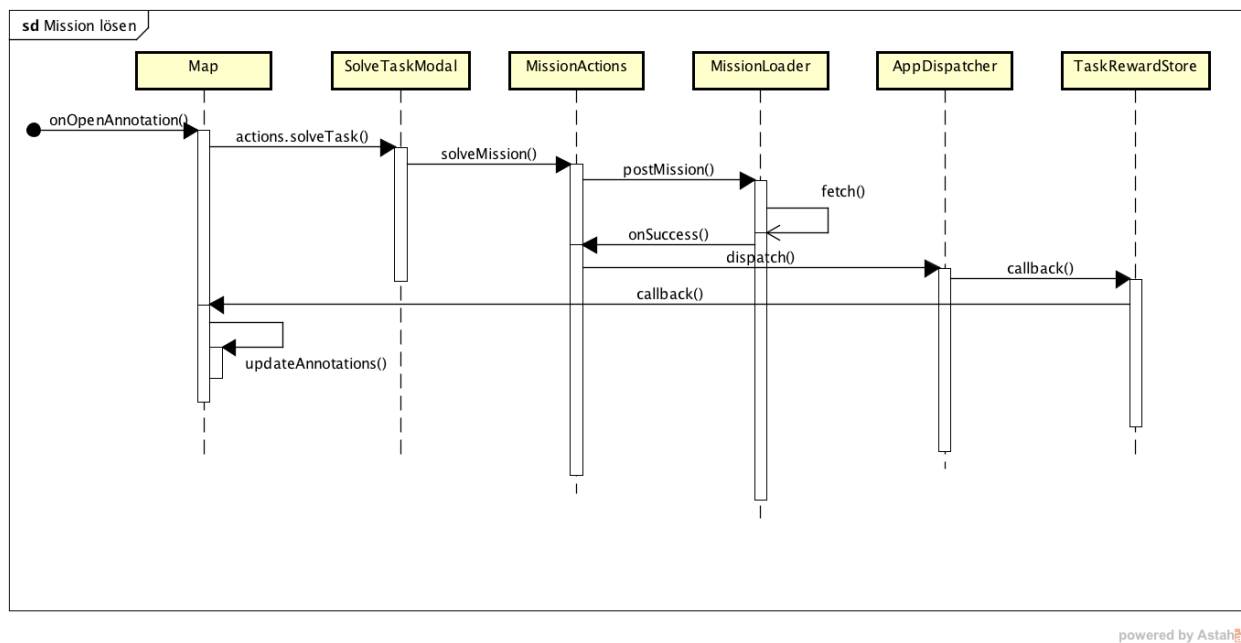 sd Mission lösen
Map
SolveTaskModal
MissionActions
MissionLoader
AppDispatcher
TaskRewardStore
onOpenAnnotation()
actions.solveTask()
solveMission()
postMission()
fetch()
onSuccess()
dispatch()
callback()
callback()
updateAnnotations()
powered by Astah